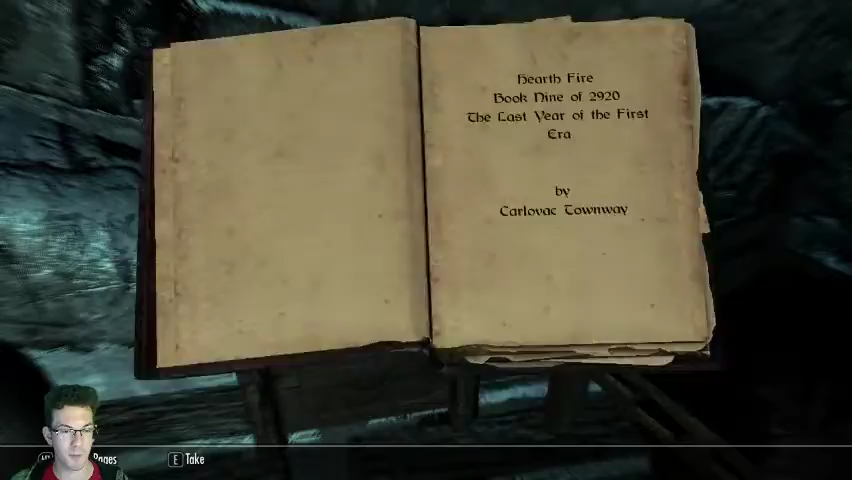 Hearth Fire
Book Nine of 2920
The Last Year of the First
Era
by
Carlovac Townway
Pages
E Take